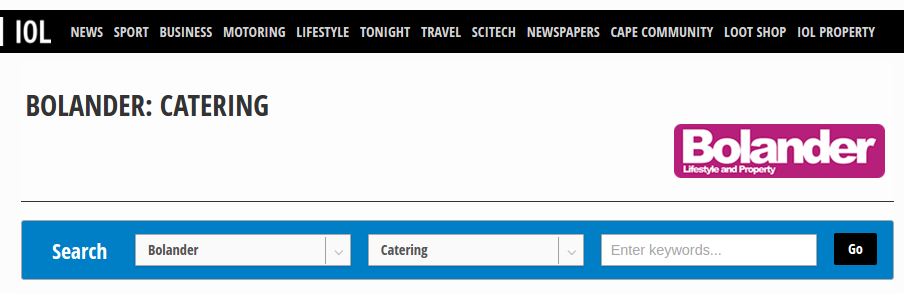 IOL NEWS SPORT BUSINESS MOTORING LIFESTYLE TONIGHT TRAVEL SCITECH NEWSPAPERS CAPE COMMUNITY LOOT SHOP IOL PROPERTY
BOLANDER: CATERING
Bolander
Lifestyle and Property
Search Bolander Catering Enter keywords... Go